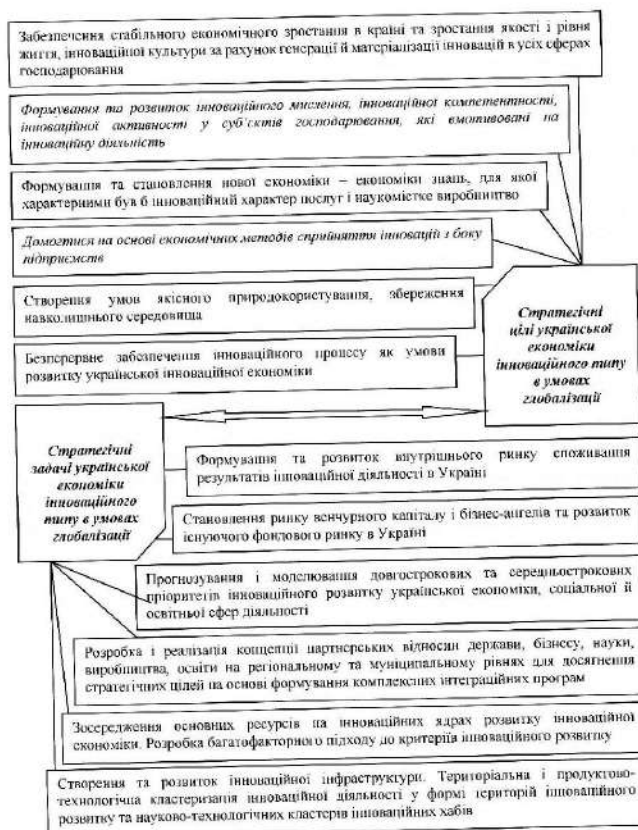 Забезпечення стабільного економічного зростання в країні та зростання якості і рівня
життя, інноваційної культури за рахунок генерації й матеріалізації інновацій в усіх сферах
господарювання
Формування та розвиток інноваційного мислення, інноваційної компетентності,
інноваційної активності у суб'єктів господарювання, які вмотивовані на
інноваційну діяльність
Формування та становлення нової економіки – економіки знань, для якої
характерними був б інноваційний характер послуг і наукомістке виробництво
Домогтися на основі економічних методів сприйняття інновацій з боку
підприємств
Створення умов якісного природокористування, збереження
навколишнього середовища
Безперервне забезпечення інноваційного процесу як умови
розвитку української інноваційної економіки
Стратегічні
цілі української
економіки
інноваційного типу
в умовах
глобалізації
Стратегічні
задачі української
економіки
інноваційного
типу в умовах
глобалізації
Формування та розвиток внутрішнього ринку споживання
результатів інноваційної діяльності в Україні
Становлення ринку венчурного капіталу і бізнес-ангелів та розвиток
існуючого фондового ринку в Україні
Прогнозування і моделювання довгострокових та середньострокових
пріоритетів інноваційного розвитку української економіки, соціальної й
освітньої сфер діяльності
Розробка і реалізація концепції партнерських відносин держави, бізнесу, науки,
виробництва, освіти на регіональному та муніципальному рівнях для досягнення
стратегічних цілей на основі формування комплексних інтеграційних програм
Зосередження основних ресурсів на інноваційних ядрах розвитку інноваційної
економіки. Розробка багатофакторного підходу до критеріїв інноваційного розвитку
Створення та розвиток інноваційної інфраструктури. Територіальна і продуктово-
технологічна кластеризація інноваційної діяльності у формі територій інноваційного
розвитку та науково-технологічних кластерів інноваційних хабів